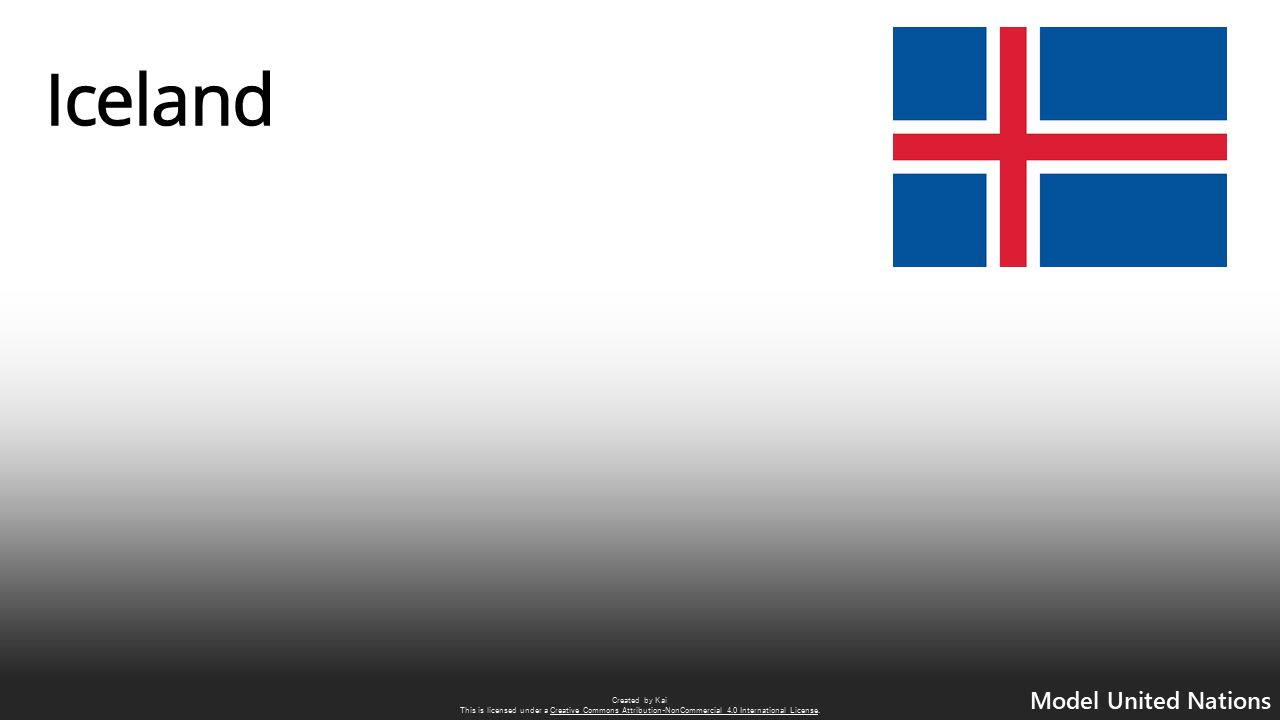 Iceland
Created by Kai
This is licensed under a Creative Commons Attribution-NonCommercial 4.0 International License.
Model United Nations